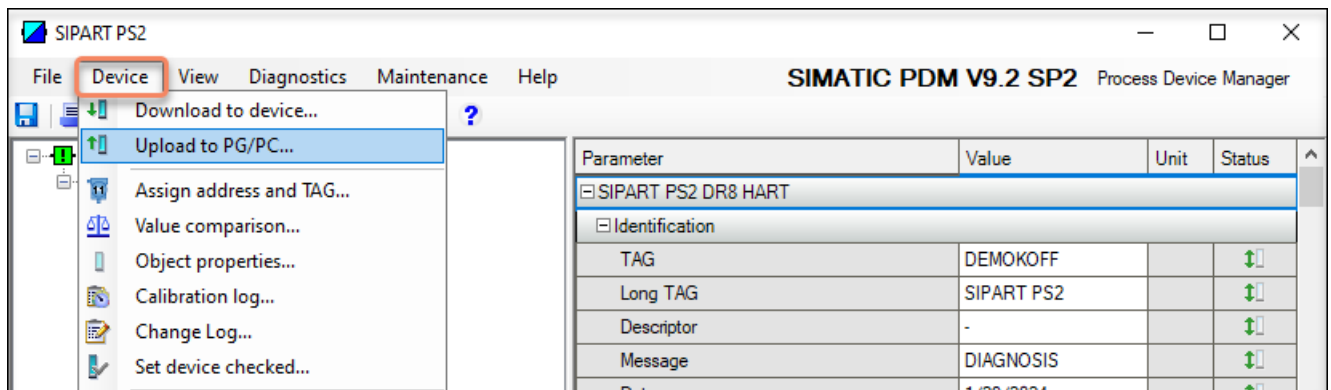 SIPART PS2
File Device View Diagnostics Maintenance Help SIMATIC PDM V9.2 SP2 Process Device Manager
Download to device... ?
Upload to PG/PC...
Parameter Value Unit Status
Assign address and TAG...
SIPART PS2 DR8 HART
Value comparison...
Identification
Object properties...
TAG DEMOKOFF
Calibration log...
Long TAG SIPART PS2
Change Log...
Descriptor -
Set device checked...
Message DIAGNOSIS